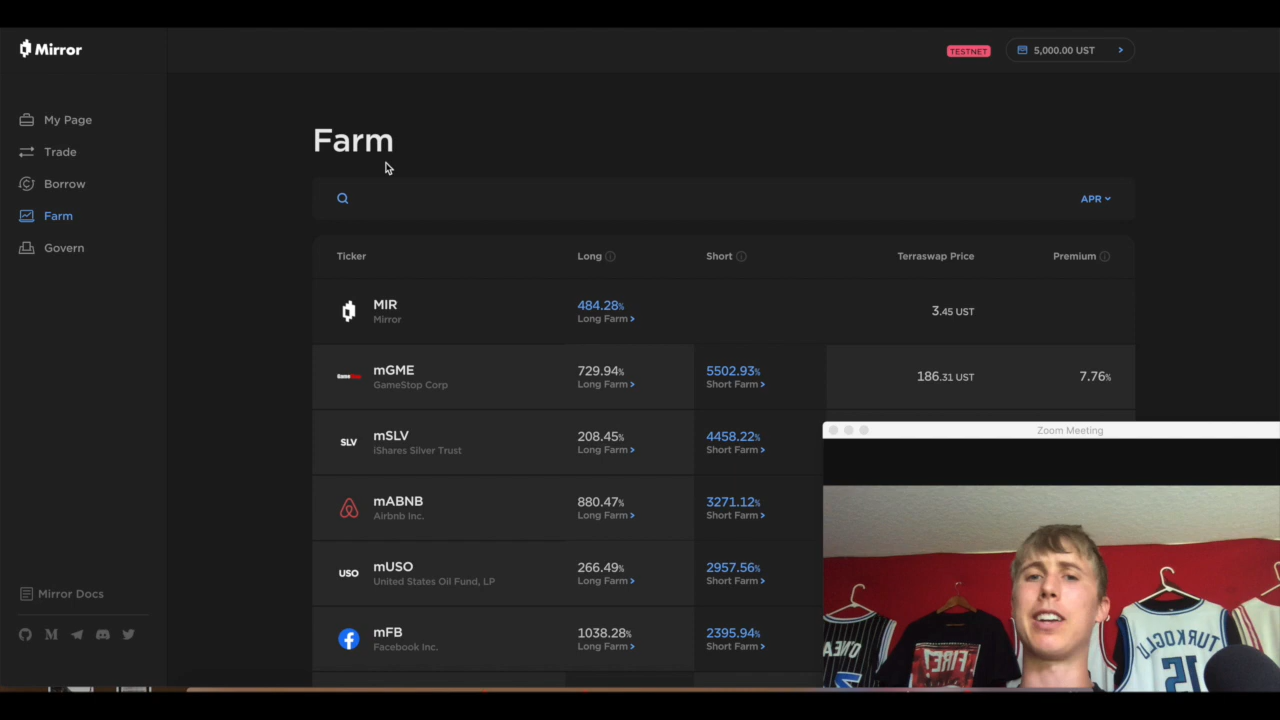 Mirror
TESTNET
5,000.00 UST
My Page
Trade
Borrow
Farm
Govern
Mirror Docs
Farm
APR
Ticker Long Short Terraswap Price Premium
MIR 484.28% 3.45 UST
Mirror Long Farm
GameStop mGME 729.94% 5502.93% 186.31 UST 7.76%
GameStop Corp Long Farm Short Farm
SLV mSLV 208.45% 4458.22%
iShares Silver Trust Long Farm Short Farm
mABNB 880.47% 3271.12%
Airbnb Inc. Long Farm Short Farm
USO mUSO 266.49% 2957.56%
United States Oil Fund, LP Long Farm Short Farm
mFB 1038.28% 2395.94%
Facebook Inc. Long Farm Short Farm
Zoom Meeting
O'NEA
FIRE?
TURKOGLU
15